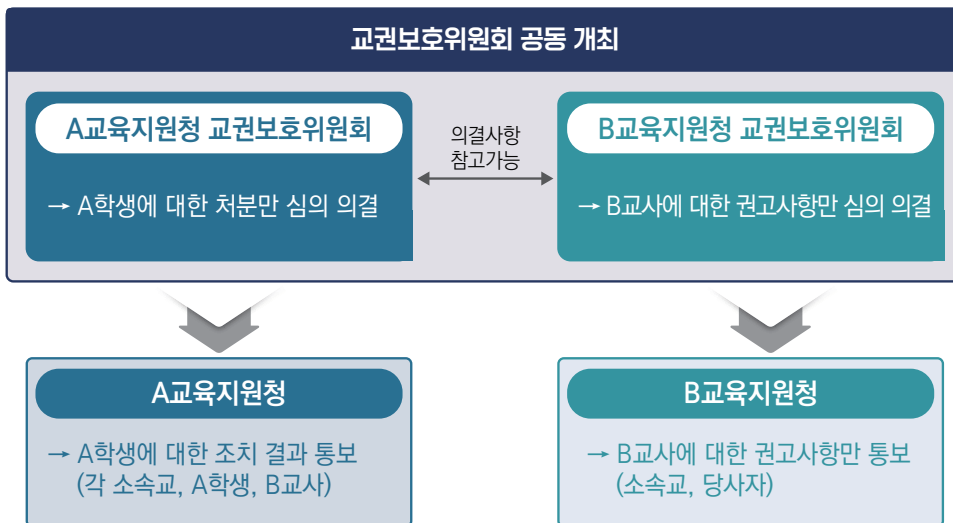 교권보호위원회 공동 개최
A교육지원청 교권보호위원회
→ A학생에 대한 처분만 심의 의결
의결사항
참고가능
B교육지원청 교권보호위원회
→ B교사에 대한 권고사항만 심의 의결
A교육지원청
→ A학생에 대한 조치 결과 통보
(각 소속교, A학생, B교사)
B교육지원청
→ B교사에 대한 권고사항만 통보
(소속교, 당사자)